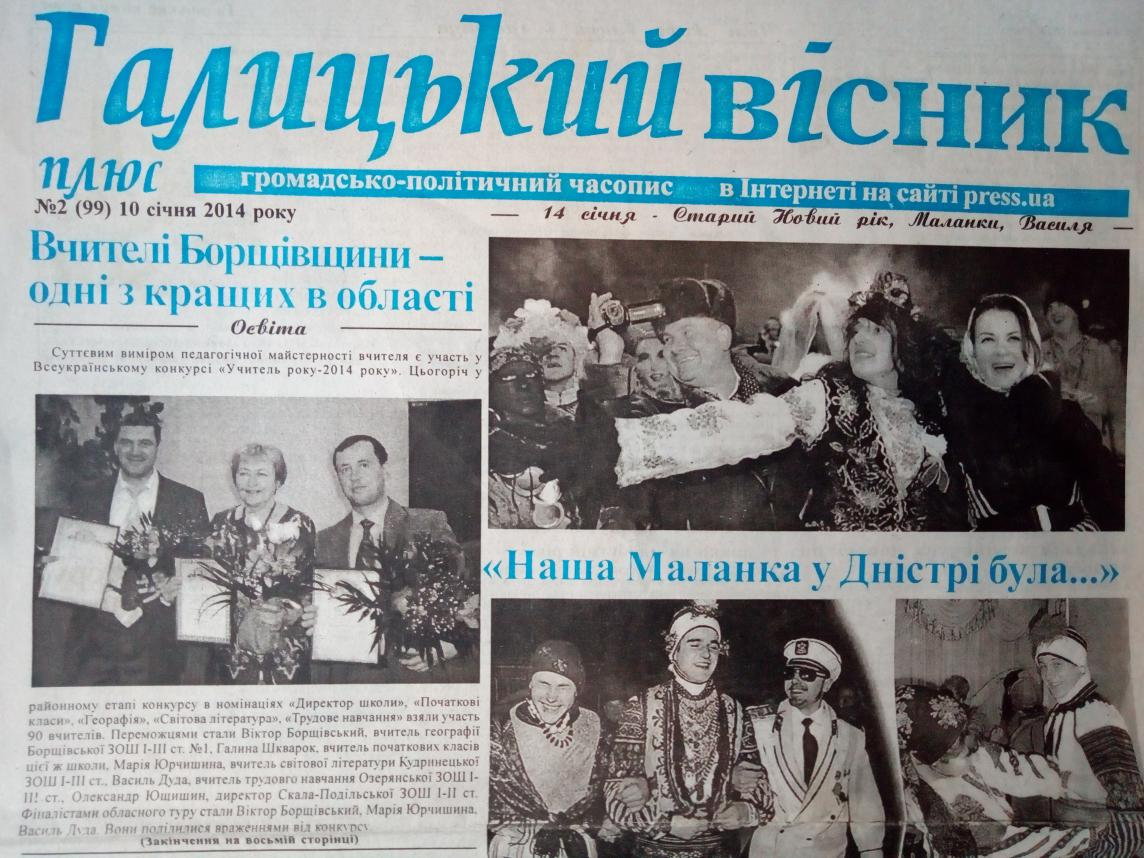 Галицький вісник
плюс
громадсько-політичний часопис в Інтернеті на сайті press.ua
№2 (99) 10 січня 2014 року
14 січня - Старий Новий рік, Маланки, Василя
Вчителі Борщівщини –
одні з кращих в області
Освіта
Суттєвим виміром педагогічної майстерності вчителя є участь у
Всеукраїнському конкурсі «Учитель року-2014 року». Цьогоріч у
районному етапі конкурсу в номінаціях «Директор школи», «Початкові
класи», «Географія», «Світова література», «Трудове навчання» взяли участь
90 вчителів. Переможцями стали Віктор Борщівський, вчитель географії
Борщівської ЗОШ І-ІІІ ст. №1, Галина Шкварок, вчитель початкових класів
цієї ж школи, Марія Юрчишина, вчитель світової літератури Кудринецької
ЗОШ І-ІІІ ст., Василь Дуда, вчитель трудовго навчання Озерянської ЗОШ І-
ІІ! ст., Олександр Ющишин, директор Скала-Подільської ЗОШ І-ІІ ст.
Фіналістами обласного туру стали Віктор Борщівський, Марія Юрчишина,
Василь Дуда. Вони поділилися враженнями від конкурсу
(Закінчення на восьмій сторінці)
«Наша Маланка у Дністрі була...»